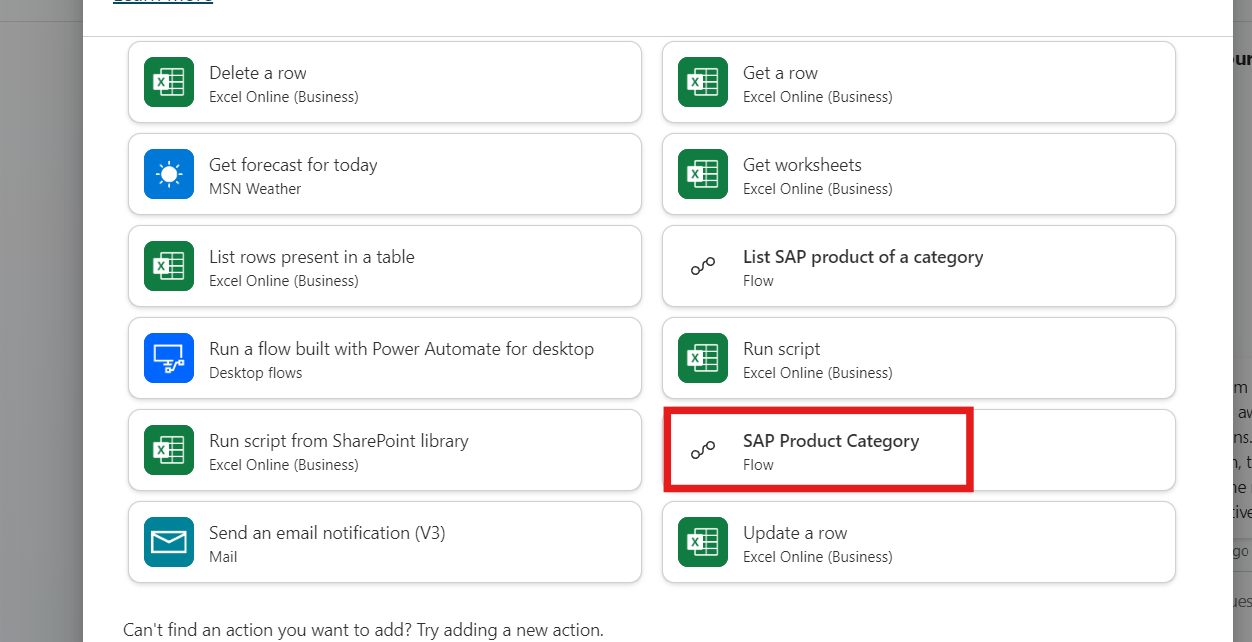 Learn More
Delete a row
Excel Online (Business)
Get a row
Excel Online (Business)
Get forecast for today
MSN Weather
Get worksheets
Excel Online (Business)
List rows present in a table
Excel Online (Business)
List SAP product of a category
Flow
Run a flow built with Power Automate for desktop
Desktop flows
Run script
Excel Online (Business)
Run script from SharePoint library
Excel Online (Business)
SAP Product Category
Flow
Send an email notification (V3)
Mail
Update a row
Excel Online (Business)
Can't find an action you want to add? Try adding a new action.